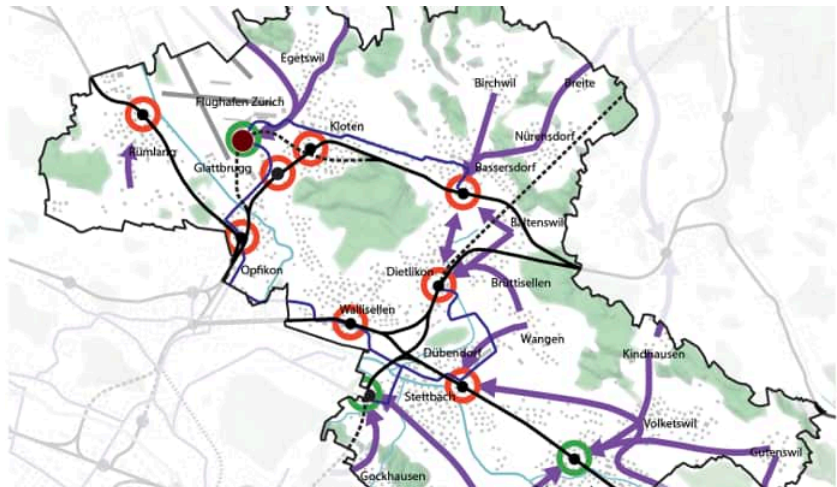 Egetswil
Birchwil
Breite
Flughafen Zürich
Kloten
Nürensdorf
Rümlang
Glattbrugg
Bassersdorf
Baltenswil
Opfikon
Dietlikon
Brüttisellen
Wallisellen
Wangen
Dübendorf
Kindhausen
Stettbach
Volketswil
Gutenswil
Gockhausen